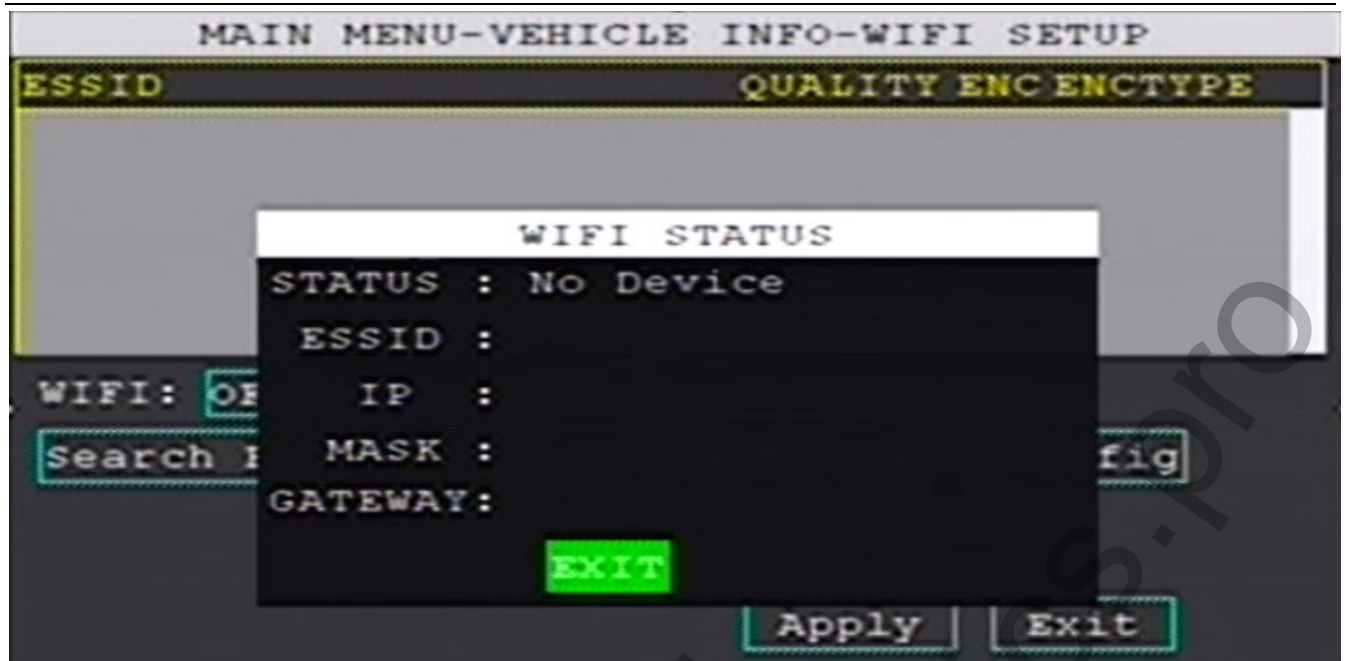 MAIN MENU-VEHICLE INFO-WIFI SETUP
ESSID QUALITY ENC ENCTYPE
WIFI STATUS
STATUS : No Device
ESSID :
WIFI:
IP :
Search
MASK :
GATEWAY:
EXIT
Apply Exit